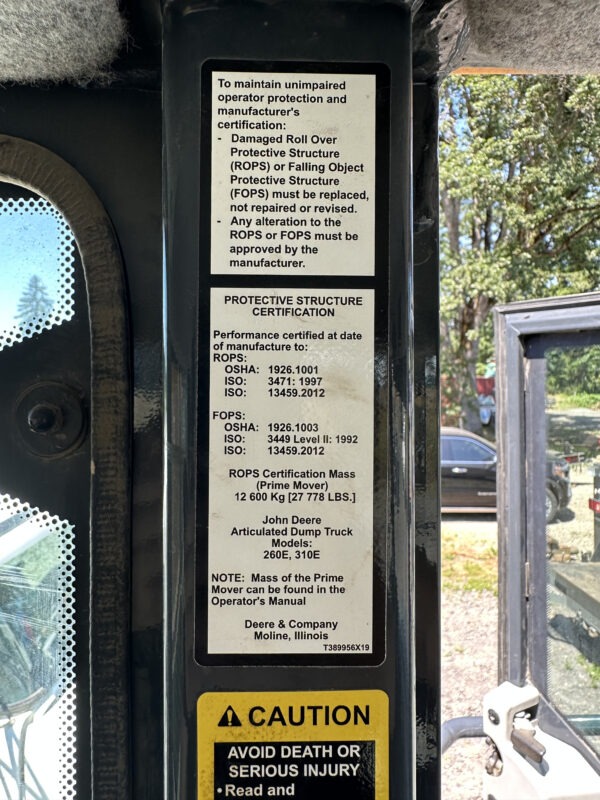 To maintain unimpaired
operator protection and
manufacturer's
certification:
- Damaged Roll Over
Protective Structure
(ROPS) or Falling Object
Protective Structure
(FOPS) must be replaced,
not repaired or revised.
- Any alteration to the
ROPS or FOPS must be
approved by the
manufacturer.
PROTECTIVE STRUCTURE
CERTIFICATION
Performance certified at date
of manufacture to:
ROPS:
OSHA: 1926.1001
ISO: 3471: 1997
ISO: 13459.2012
FOPS:
OSHA: 1926.1003
ISO: 3449 Level II: 1992
ISO: 13459.2012
ROPS Certification Mass
(Prime Mover)
12 600 Kg [27 778 LBS.]
John Deere
Articulated Dump Truck
Models:
260E, 310E
NOTE: Mass of the Prime
Mover can be found in the
Operator's Manual
Deere & Company
Moline, Illinois
T389956X19
CAUTION
AVOID DEATH OR
SERIOUS INJURY
• Read and